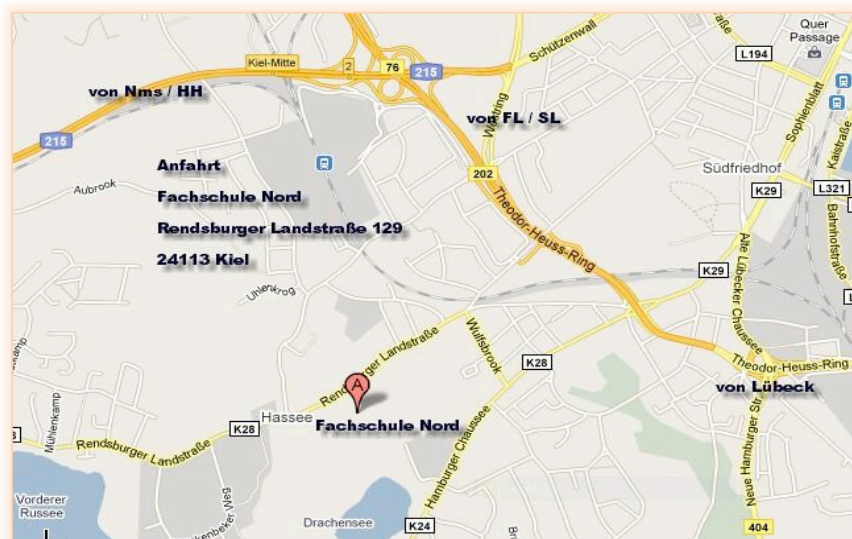 Quer
Passage
L194
Schützenwall
Kiel-Mitte
2
76
215
von Nms / HH
von FL / SL
Westring
Sophienblatt
Kaistraße
215
Anfahrt
Fachschule Nord
Rendsburger Landstraße 129
24113 Kiel
Aubrook
202
Südfriedhof
K29
L321
Bahnhofstraße
Theodor-Heuss-Ring
Alte Lübecker Chaussee
K29
Uhlenkrog
Rendsburger Landstraße
Wulfsbrook
K28
Theodor-Heuss-Ring
von Lübeck
A
Hassee
Fachschule Nord
K28
Mühlenkamp
Rendsburger Landstraße
Hamburger Chaussee
Neue Hamburger Str
Vorderer
Russee
Drachensee
K24
404